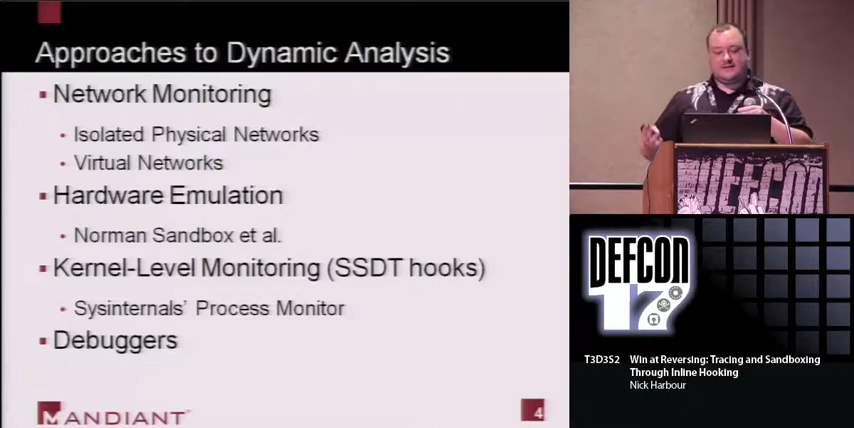 Approaches to Dynamic Analysis
▪ Network Monitoring
• Isolated Physical Networks
• Virtual Networks
▪ Hardware Emulation
• Norman Sandbox et al.
▪ Kernel-Level Monitoring (SSDT hooks)
• Sysinternals' Process Monitor
▪ Debuggers
MANDIANT
4
DEFCON
DEFCON
17
T3D3S2 Win at Reversing: Tracing and Sandboxing
Through Inline Hooking
Nick Harbour